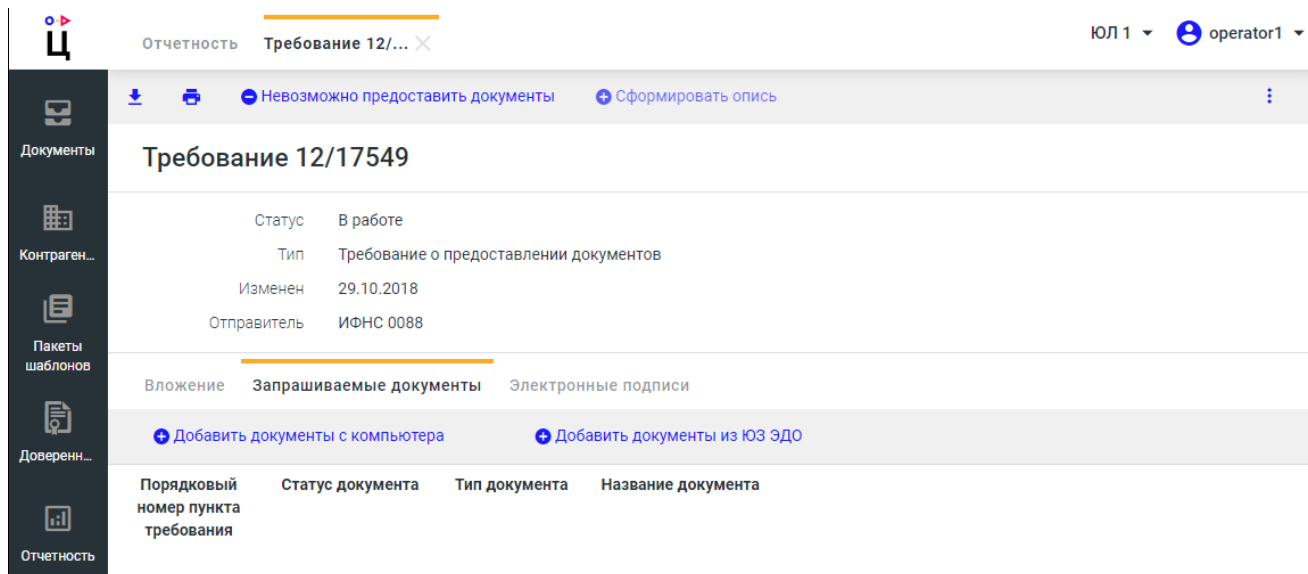 Ц
Отчетность Требование 12/... ЮЛ 1 operator1
Невозможно предоставить документы Сформировать опись
Документы
Требование 12/17549
Статус В работе
Контраген...
Тип Требование о предоставлении документов
Изменен 29.10.2018
Отправитель ИФНС 0088
Пакеты
шаблонов
Вложение Запрашиваемые документы Электронные подписи
Добавить документы с компьютера Добавить документы из ЮЗ ЭДО
Доверенн...
Порядковый Статус документа Тип документа Название документа
номер пункта
требования
Отчетность